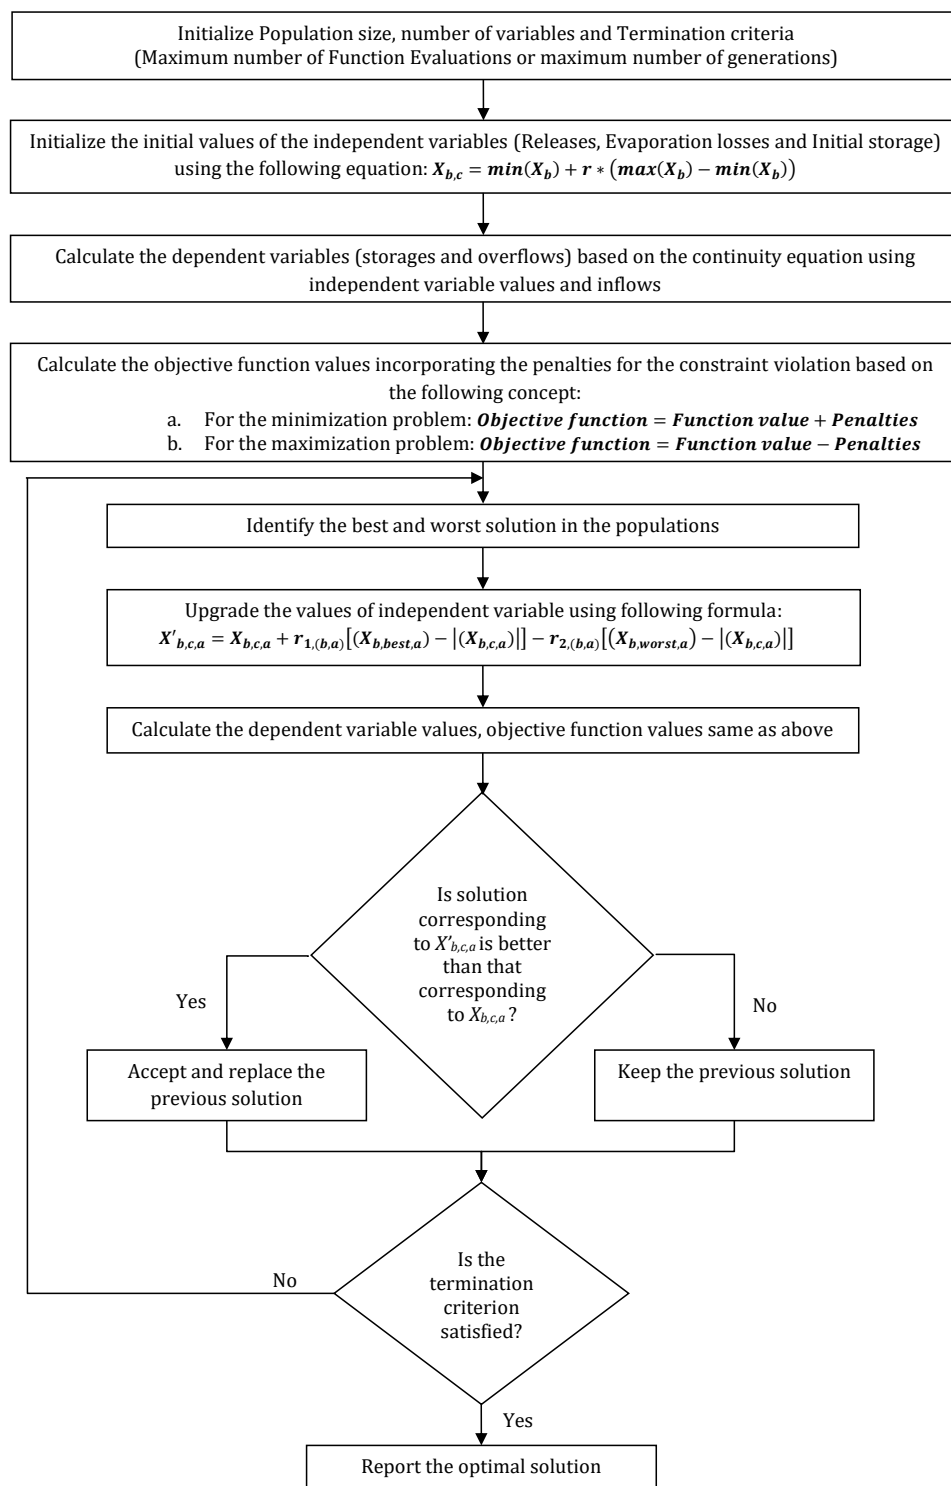 Initialize Population size, number of variables and Termination criteria
(Maximum number of Function Evaluations or maximum number of generations)
Initialize the initial values of the independent variables (Releases, Evaporation losses and Initial storage)
using the following equation: X_{b,c} = min(X_b) + r * (max(X_b) − min(X_b))
Calculate the dependent variables (storages and overflows) based on the continuity equation using
independent variable values and inflows
Calculate the objective function values incorporating the penalties for the constraint violation based on
the following concept:
a. For the minimization problem: Objective function = Function value + Penalties
b. For the maximization problem: Objective function = Function value − Penalties
Identify the best and worst solution in the populations
Upgrade the values of independent variable using following formula:
X'_{b,c,a} = X_{b,c,a} + r_{1,(b,a)}[(X_{b,best,a}) − |(X_{b,c,a})|] − r_{2,(b,a)}[(X_{b,worst,a}) − |(X_{b,c,a})|]
Calculate the dependent variable values, objective function values same as above
Is solution
corresponding
to X'_{b,c,a} is better
than that
corresponding
to X_{b,c,a} ?
Yes
No
Accept and replace the
previous solution
Keep the previous solution
Is the
termination
criterion
satisfied?
No
Yes
Report the optimal solution